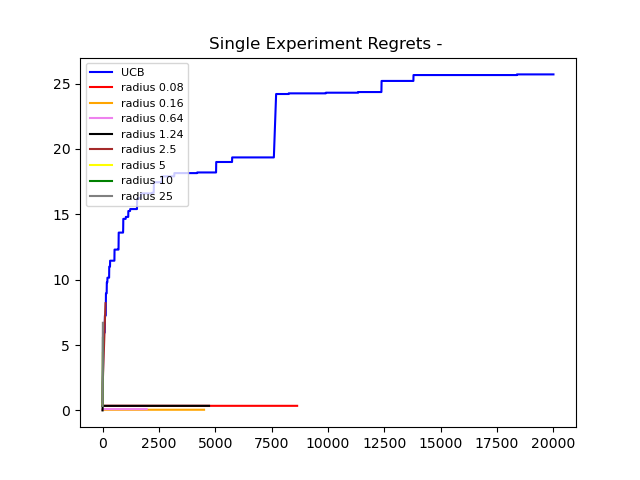 Single Experiment Regrets -
UCB
radius 0.08
radius 0.16
radius 0.64
radius 1.24
radius 2.5
radius 5
radius 10
radius 25
25
20
15
10
5
0
0 2500 5000 7500 10000 12500 15000 17500 20000